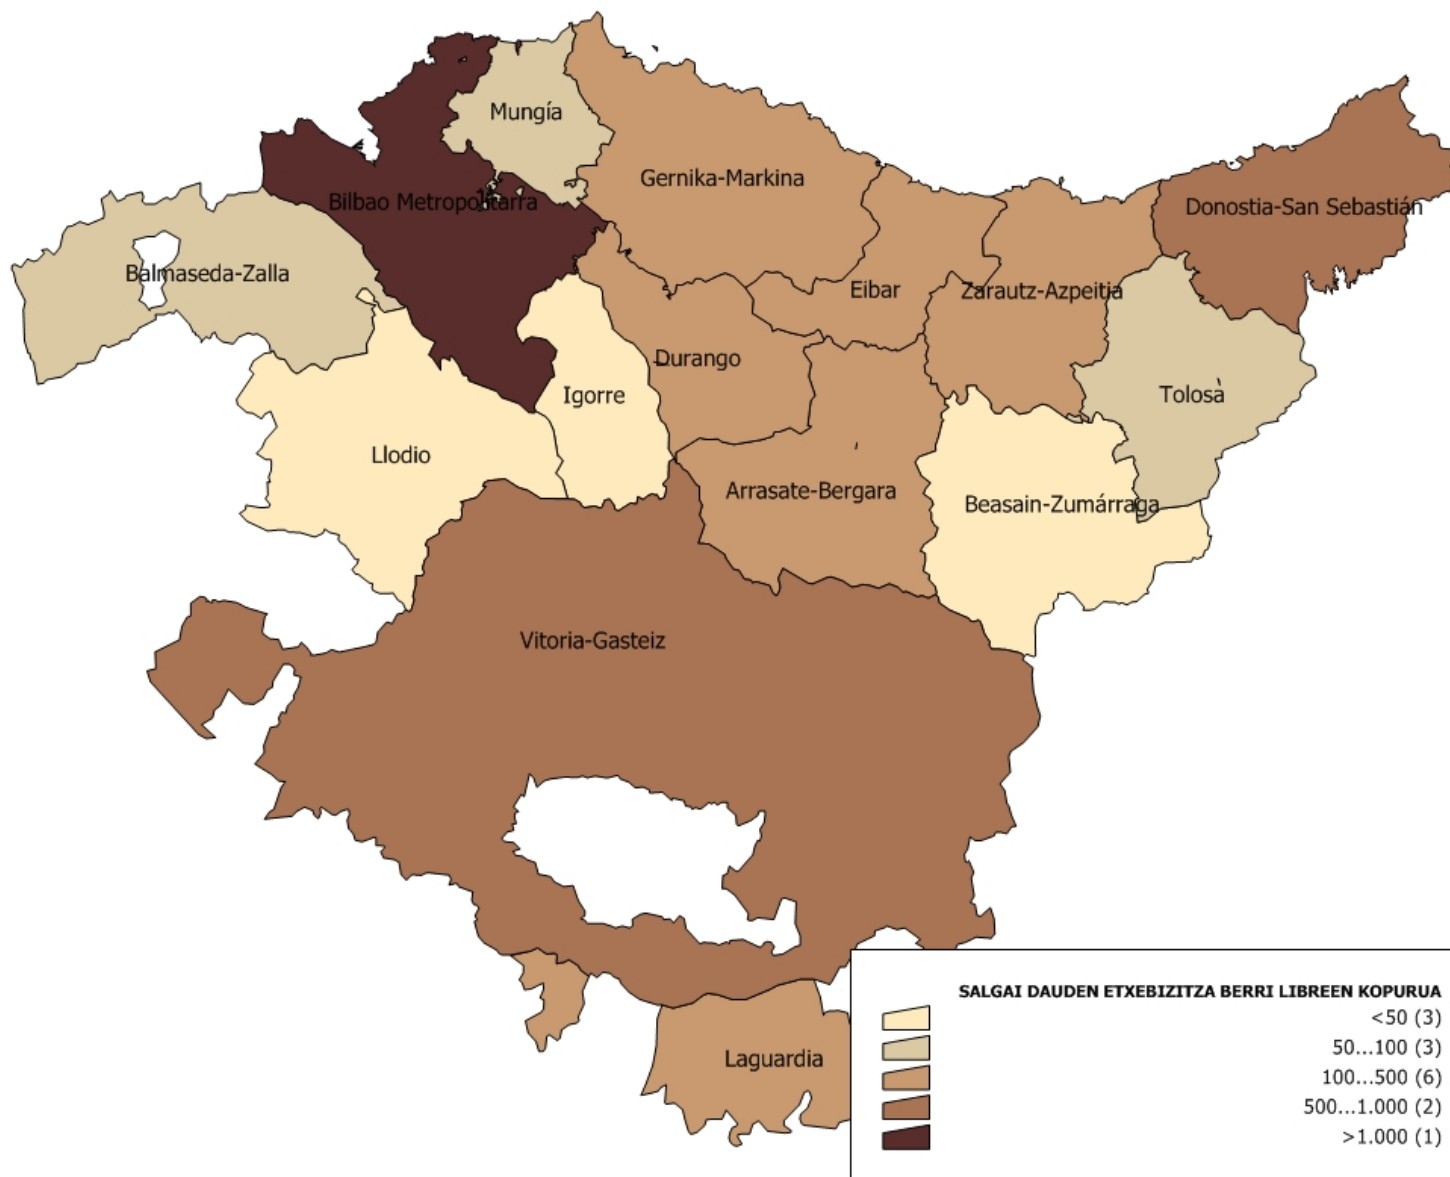 Mungía
Gernika-Markina
Bilbao Metropolitarra
Donostia-San Sebastián
Balmaseda-Zalla
Eibar
Zarautz-Azpeitia
Durango
Igorre
Tolosa
Llodio
Arrasate-Bergara
Beasain-Zumárraga
Vitoria-Gasteiz
Laguardia
SALGAI DAUDEN ETXEBIZITZA BERRI LIBREEN KOPURUA
<50 (3)
50...100 (3)
100...500 (6)
500...1.000 (2)
>1.000 (1)